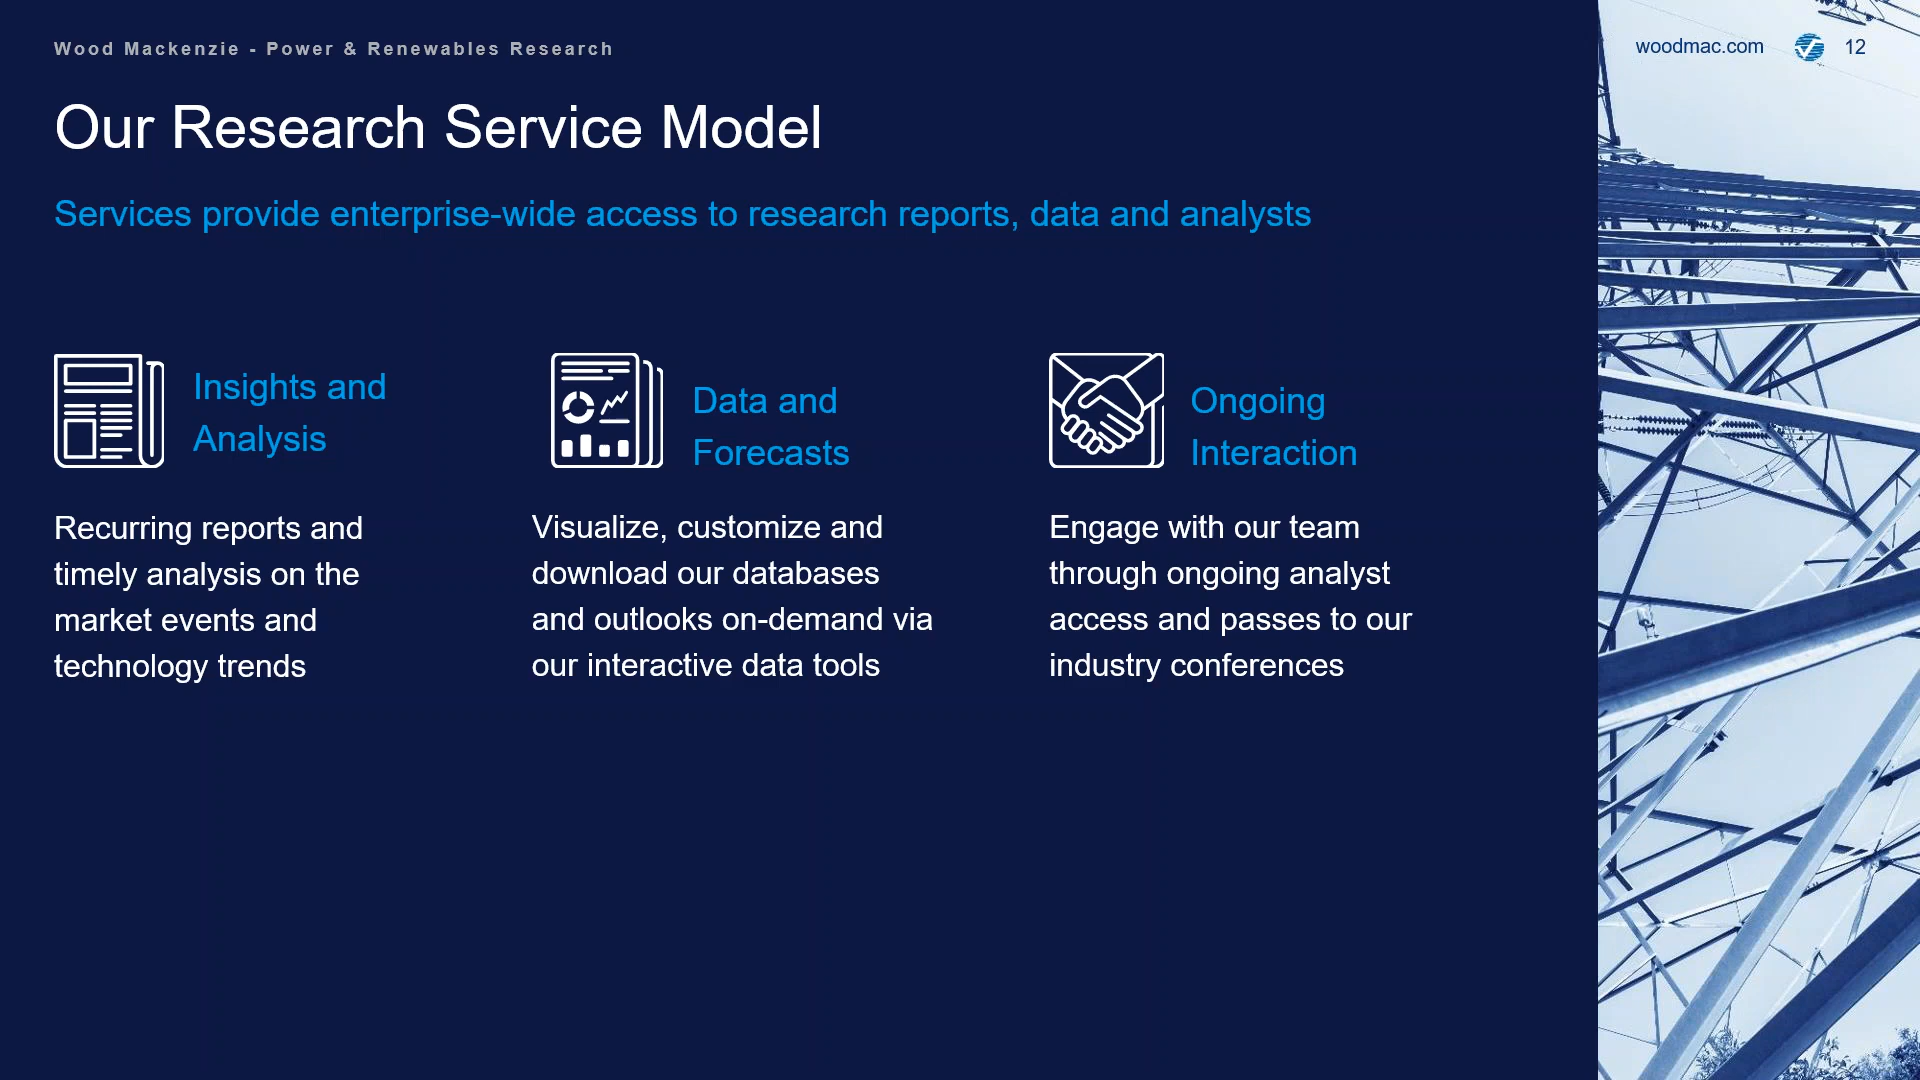 Wood Mackenzie - Power & Renewables Research
woodmac.com
12
Our Research Service Model
Services provide enterprise-wide access to research reports, data and analysts
Insights and
Analysis
Recurring reports and
timely analysis on the
market events and
technology trends
Data and
Forecasts
Visualize, customize and
download our databases
and outlooks on-demand via
our interactive data tools
Ongoing
Interaction
Engage with our team
through ongoing analyst
access and passes to our
industry conferences